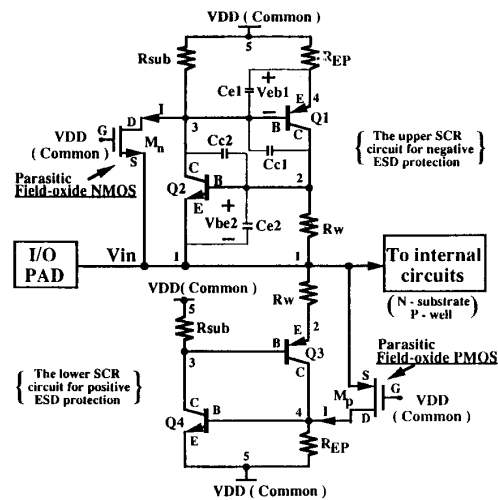 VDD (Common)
5
Rsub
REP
Ce1
+
Veb1
E
4
I
D
3
−
B
Q1
C
G
VDD
( Common )
Mn
S
Cc2
Cc1
The upper SCR
circuit for negative
ESD protection
Parasitic
Field-oxide NMOS
C
Q2
B
2
E
+
Vbe2
−
Ce2
Rw
I/O
PAD
Vin
1
1
To internal
circuits
( N - substrate
P - well )
VDD( Common)
5
Rsub
Rw
E
2
3
B
Q3
C
Parasitic
Field-oxide PMOS
The lower SCR
circuit for positive
ESD protection
C
Q4
B
E
4
I
Mp
S
G
D
VDD
( Common )
REP
5
VDD( Common )